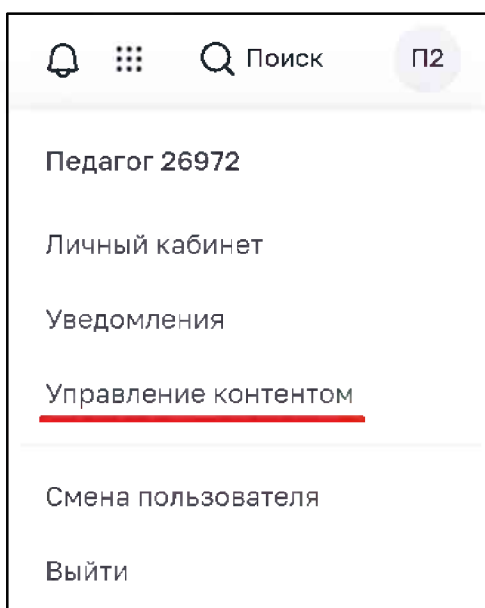 Поиск П2
Педагог 26972
Личный кабинет
Уведомления
Управление контентом
Смена пользователя
Выйти